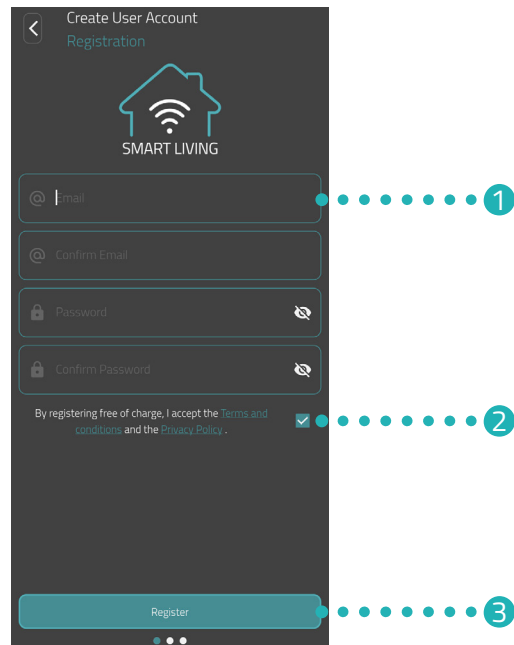 Create User Account
Registration
SMART LIVING
@ Email
1
@ Confirm Email
Password
Confirm Password
By registering free of charge, I accept the Terms and
conditions and the Privacy Policy .
2
Register
3